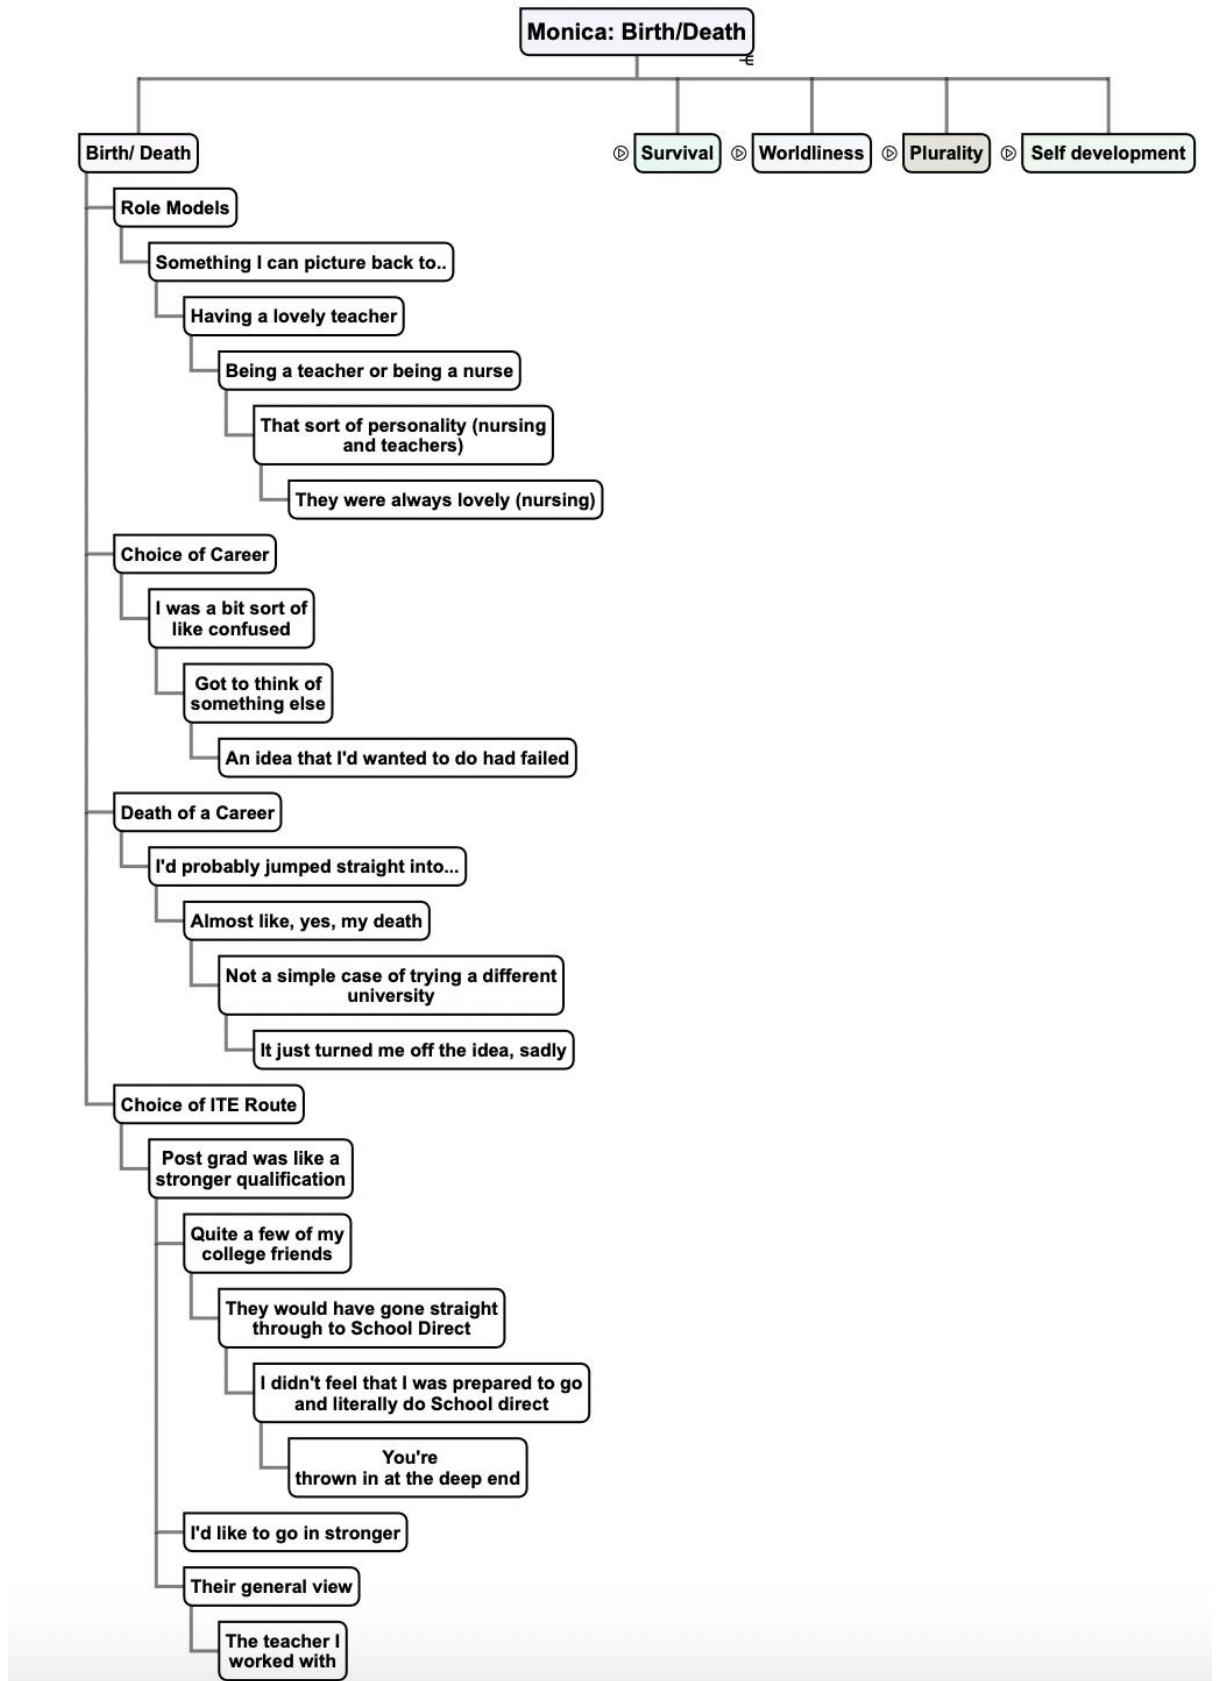 Monica: Birth/Death
Birth/ Death
Survival
Worldliness
Plurality
Self development
Role Models
Something I can picture back to..
Having a lovely teacher
Being a teacher or being a nurse
That sort of personality (nursing
and teachers)
They were always lovely (nursing)
Choice of Career
I was a bit sort of
like confused
Got to think of
something else
An idea that I'd wanted to do had failed
Death of a Career
I'd probably jumped straight into...
Almost like, yes, my death
Not a simple case of trying a different
university
It just turned me off the idea, sadly
Choice of ITE Route
Post grad was like a
stronger qualification
Quite a few of my
college friends
They would have gone straight
through to School Direct
I didn't feel that I was prepared to go
and literally do School direct
You're
thrown in at the deep end
I'd like to go in stronger
Their general view
The teacher I
worked with